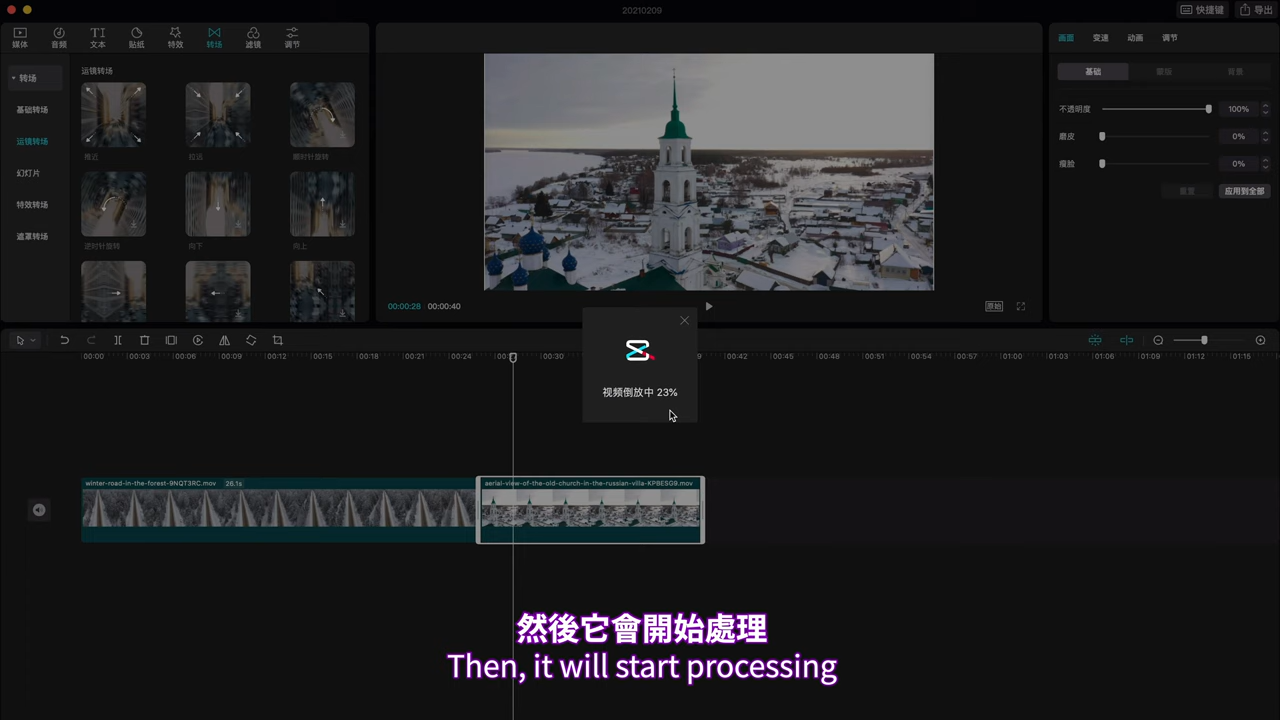 20210209
快捷键
导出
媒体
音频
文本
贴纸
特效
转场
滤镜
调节
转场
基础转场
运镜转场
幻灯片
特效转场
遮罩转场
运镜转场
推近
拉远
顺时针旋转
逆时针旋转
向下
向上
00:00:28
00:00:40
原始
画面
变速
动画
调节
基础
蒙版
背景
不透明度
100%
磨皮
0%
瘦脸
0%
重置
应用到全部
视频倒放中 23%
00:00
00:03
00:06
00:09
00:12
00:15
00:18
00:21
00:24
00:30
00:42
00:45
00:48
00:51
00:54
00:57
01:00
01:03
01:06
01:09
01:12
01:15
winter-road-in-the-forest-9NQT3RC.mov
26.1s
aerial-view-of-the-old-church-in-the-russian-villa-KPBESG9.mov
然後它會開始處理
Then, it will start processing